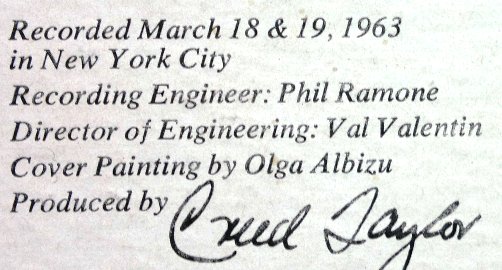 Recorded March 18 & 19, 1963
in New York City
Recording Engineer: Phil Ramone
Director of Engineering: Val Valentin
Cover Painting by Olga Albizu
Produced by Creed Taylor